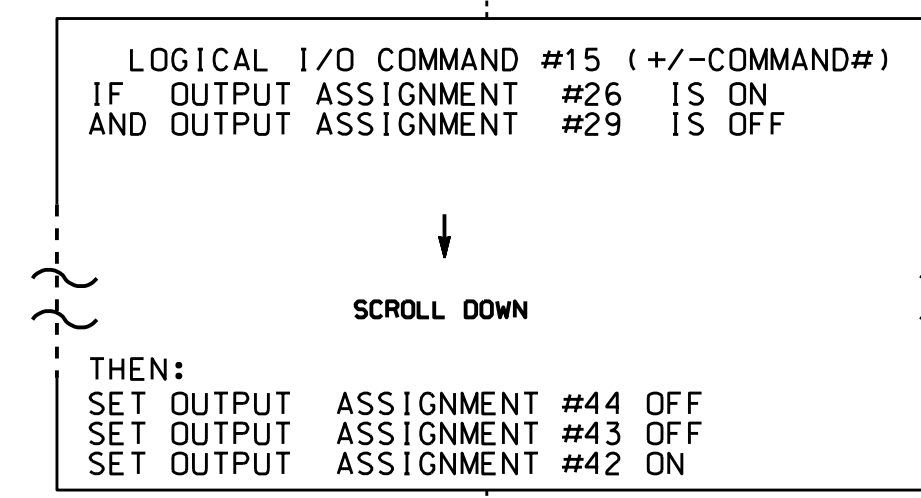 LOGICAL I/O COMMAND #15 (+/-COMMAND#)
IF OUTPUT ASSIGNMENT #26 IS ON
AND OUTPUT ASSIGNMENT #29 IS OFF
SCROLL DOWN
THEN:
SET OUTPUT ASSIGNMENT #44 OFF
SET OUTPUT ASSIGNMENT #43 OFF
SET OUTPUT ASSIGNMENT #42 ON